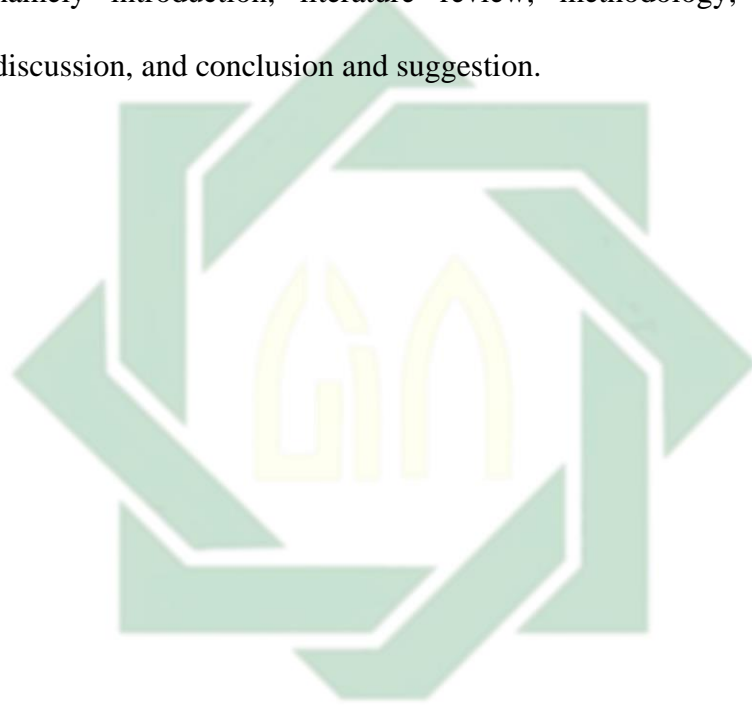 namely introduction, literature review, methodology,
discussion, and conclusion and suggestion.